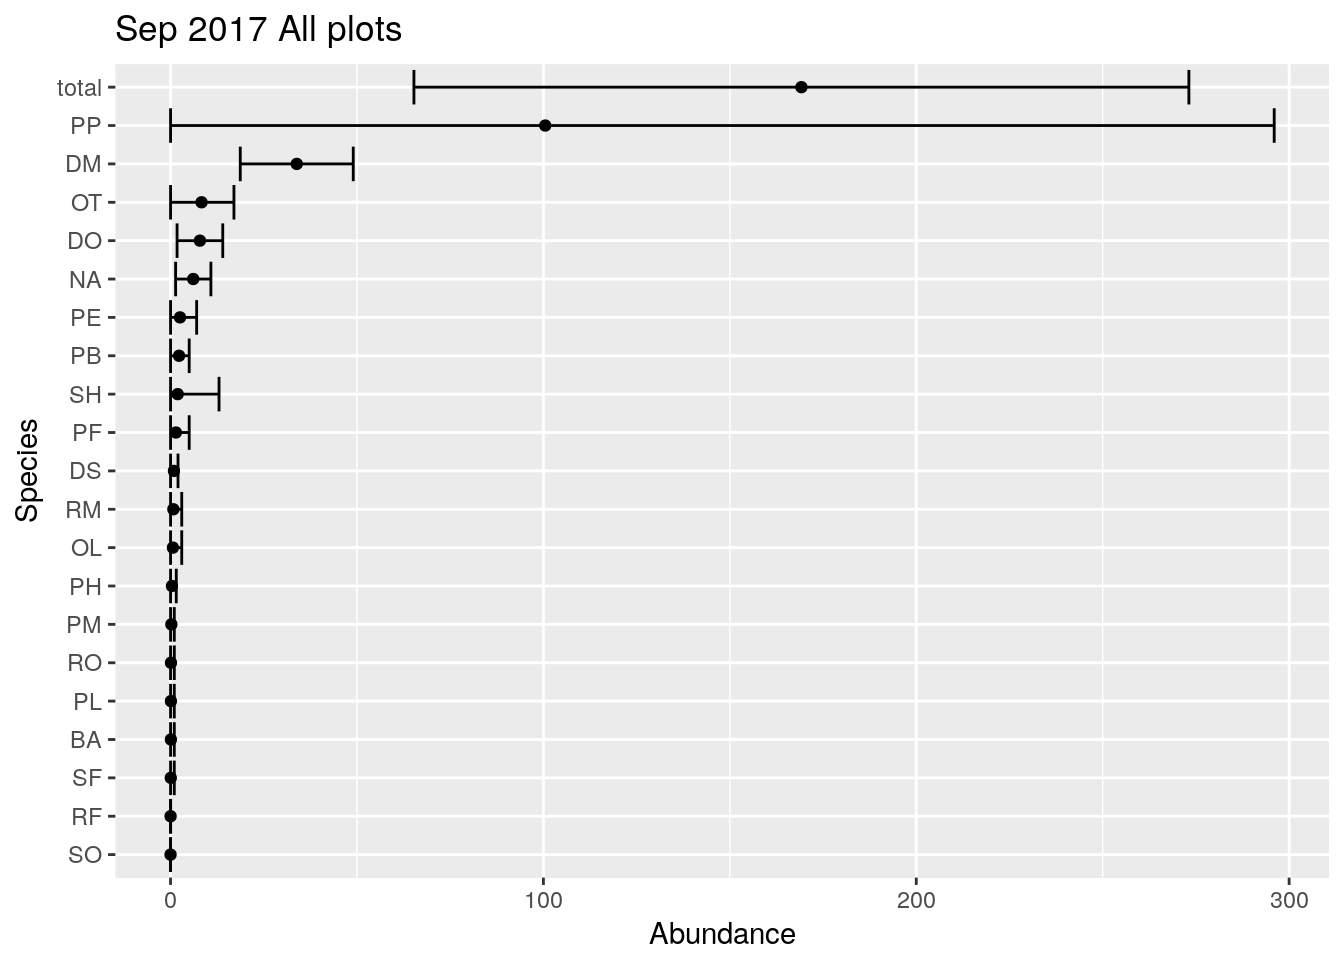 Sep 2017 All plots
total
PP
DM
OT
DO
NA
PE
PB
SH
PF
DS
RM
OL
PH
PM
RO
PL
BA
SF
RF
SO
Species
0 100 200 300
Abundance